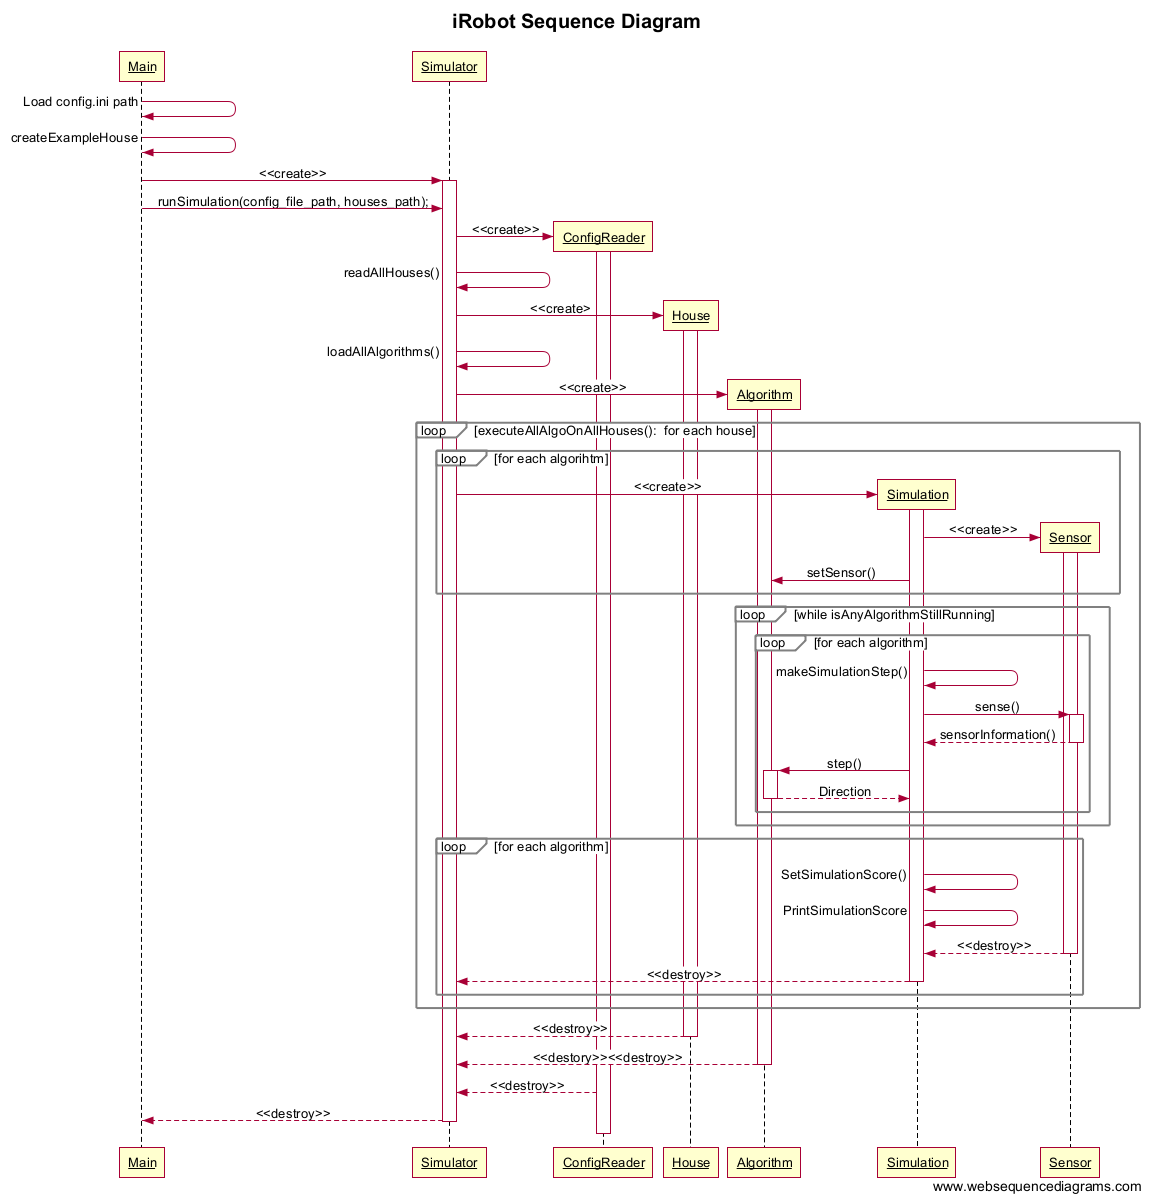 iRobot Sequence Diagram
Main
Simulator
Load config.ini path
createExampleHouse
<<create>>
runSimulation(config_file_path, houses_path);
<<create>>
ConfigReader
readAllHouses()
<<create>
House
loadAllAlgorithms()
<<create>>
Algorithm
loop [executeAllAlgoOnAllHouses():  for each house]
loop [for each algorihtm]
<<create>>
Simulation
<<create>>
Sensor
setSensor()
loop [while isAnyAlgorithmStillRunning]
loop [for each algorithm]
makeSimulationStep()
sense()
sensorInformation()
step()
Direction
loop [for each algorithm]
SetSimulationScore()
PrintSimulationScore
<<destroy>>
<<destroy>>
<<destroy>>
<<destory>><<destroy>>
<<destroy>>
<<destroy>>
Main
Simulator
ConfigReader
House
Algorithm
Simulation
Sensor
www.websequencediagrams.com